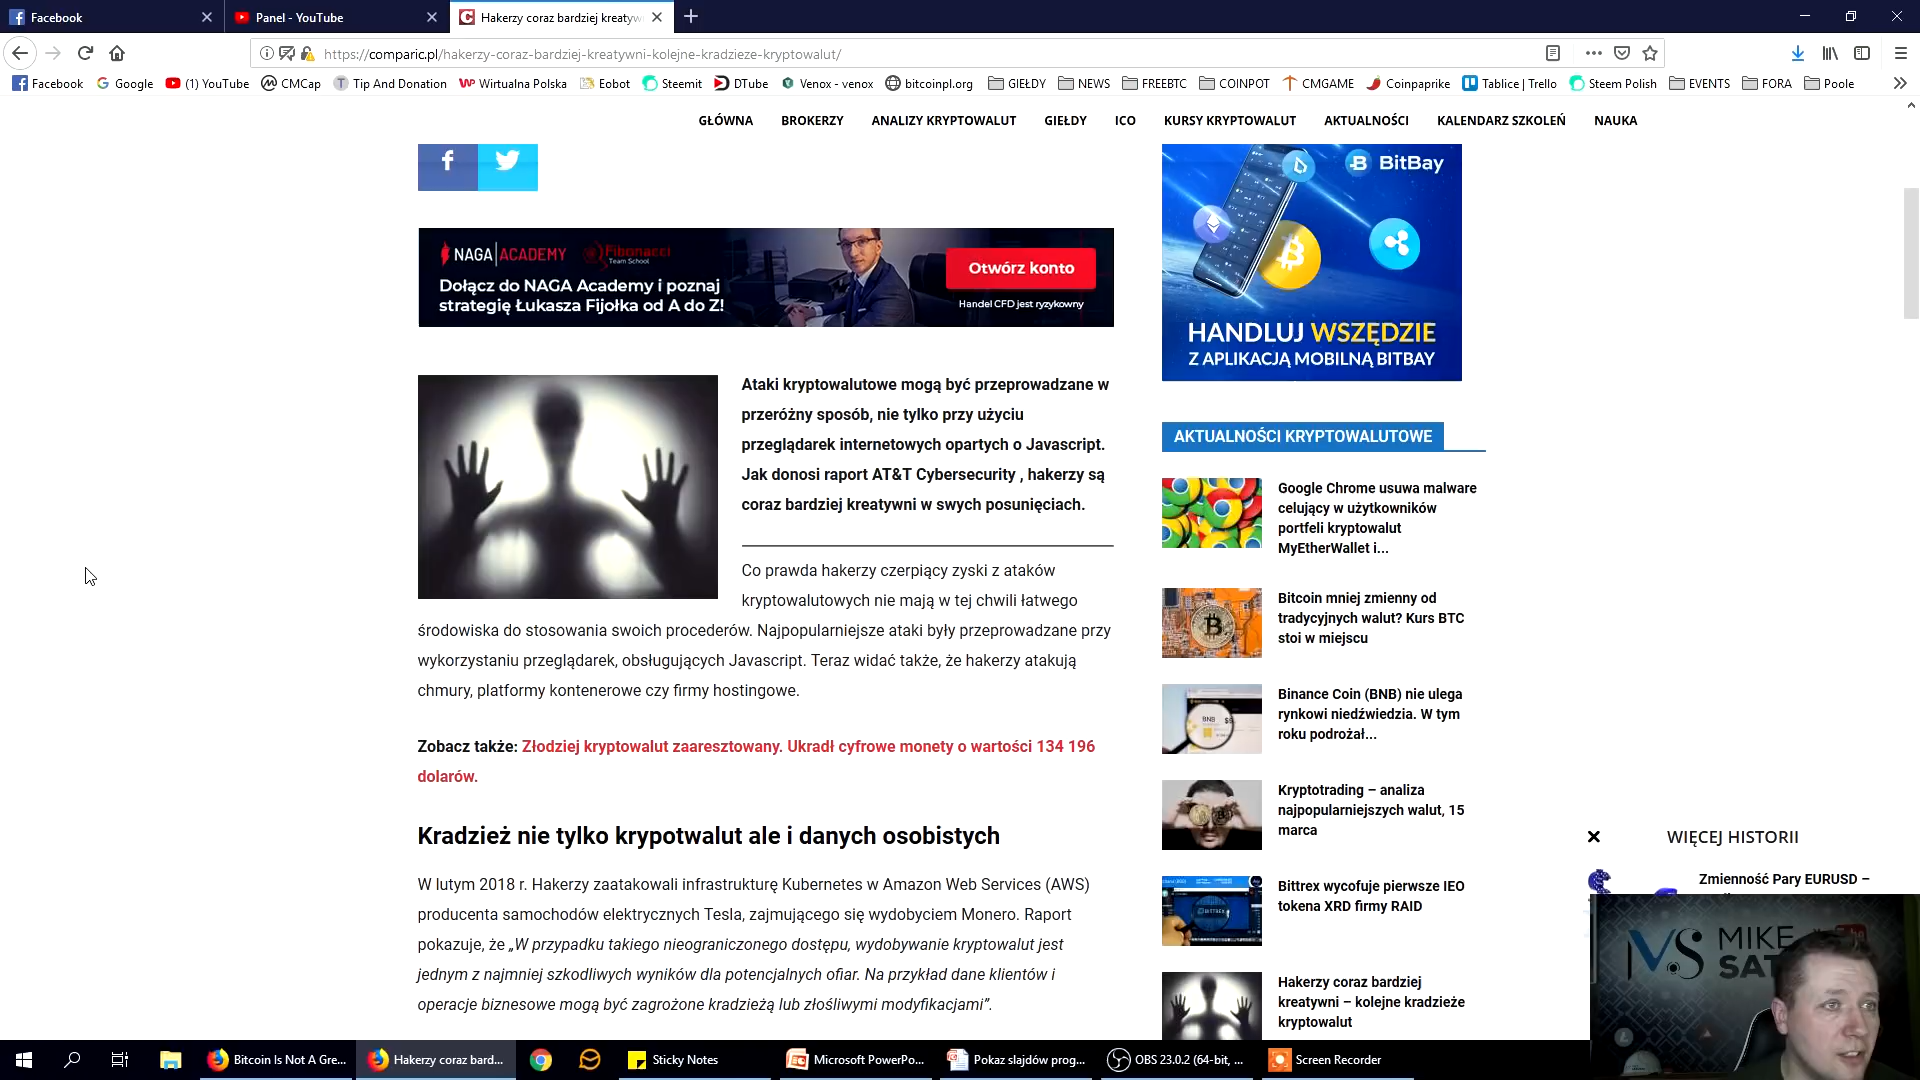 Facebook
Panel - YouTube
Hakerzy coraz bardziej kreatyw
https://comparic.pl/hakerzy-coraz-bardziej-kreatywni-kolejne-kradzieze-kryptowalut/
Facebook Google (1) YouTube CMCap Tip And Donation Wirtualna Polska Eobot Steemit DTube Venox - venox bitcoinpl.org GIEŁDY NEWS FREEBTC COINPOT CMGAME Coinpaprike Tablice | Trello Steem Polish EVENTS FORA Poole
GŁÓWNA BROKERZY ANALIZY KRYPTOWALUT GIEŁDY ICO KURSY KRYPTOWALUT AKTUALNOŚCI KALENDARZ SZKOLEŃ NAUKA
NAGA|ACADEMY Fibonacci
Team School
Dołącz do NAGA Academy i poznaj
strategię Łukasza Fijołka od A do Z!
Otwórz konto
Handel CFD jest ryzykowny
Ataki kryptowalutowe mogą być przeprowadzane w
przeróżny sposób, nie tylko przy użyciu
przeglądarek internetowych opartych o Javascript.
Jak donosi raport AT&T Cybersecurity , hakerzy są
coraz bardziej kreatywni w swych posunięciach.
Co prawda hakerzy czerpiący zyski z ataków
kryptowalutowych nie mają w tej chwili łatwego
środowiska do stosowania swoich procederów. Najpopularniejsze ataki były przeprowadzane przy
wykorzystaniu przeglądarek, obsługujących Javascript. Teraz widać także, że hakerzy atakują
chmury, platformy kontenerowe czy firmy hostingowe.
Zobacz także: Złodziej kryptowalut zaaresztowany. Ukradł cyfrowe monety o wartości 134 196
dolarów.
Kradzież nie tylko krypotwalut ale i danych osobistych
W lutym 2018 r. Hakerzy zaatakowali infrastrukturę Kubernetes w Amazon Web Services (AWS)
producenta samochodów elektrycznych Tesla, zajmującego się wydobyciem Monero. Raport
pokazuje, że „W przypadku takiego nieograniczonego dostępu, wydobywanie kryptowalut jest
jednym z najmniej szkodliwych wyników dla potencjalnych ofiar. Na przykład dane klientów i
operacje biznesowe mogą być zagrożone kradzieżą lub złośliwymi modyfikacjami”.
BitBay
HANDLUJ WSZĘDZIE
Z APLIKACJĄ MOBILNĄ BITBAY
AKTUALNOŚCI KRYPTOWALUTOWE
Google Chrome usuwa malware
celujący w użytkowników
portfeli kryptowalut
MyEtherWallet i...
Bitcoin mniej zmienny od
tradycyjnych walut? Kurs BTC
stoi w miejscu
Binance Coin (BNB) nie ulega
rynkowi niedźwiedzia. W tym
roku podrożał...
Kryptotrading – analiza
najpopularniejszych walut, 15
marca
Bittrex wycofuje pierwsze IEO
tokena XRD firmy RAID
Hakerzy coraz bardziej
kreatywni – kolejne kradzieże
kryptowalut
WIĘCEJ HISTORII
Zmienność Pary EURUSD –
MIKE
Bitcoin Is Not A Gre... Hakerzy coraz bard... Sticky Notes Microsoft PowerPo... Pokaz slajdów prog... OBS 23.0.2 (64-bit, ... Screen Recorder